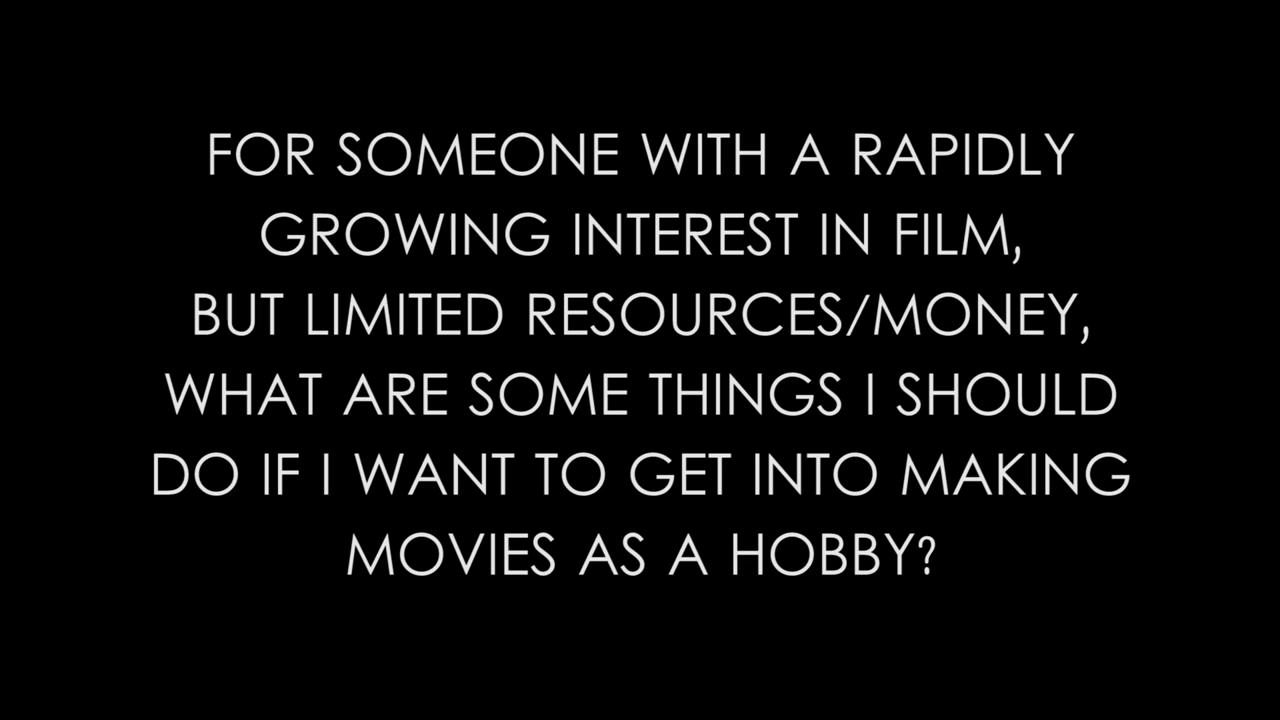 FOR SOMEONE WITH A RAPIDLY
GROWING INTEREST IN FILM,
BUT LIMITED RESOURCES/MONEY,
WHAT ARE SOME THINGS I SHOULD
DO IF I WANT TO GET INTO MAKING
MOVIES AS A HOBBY?